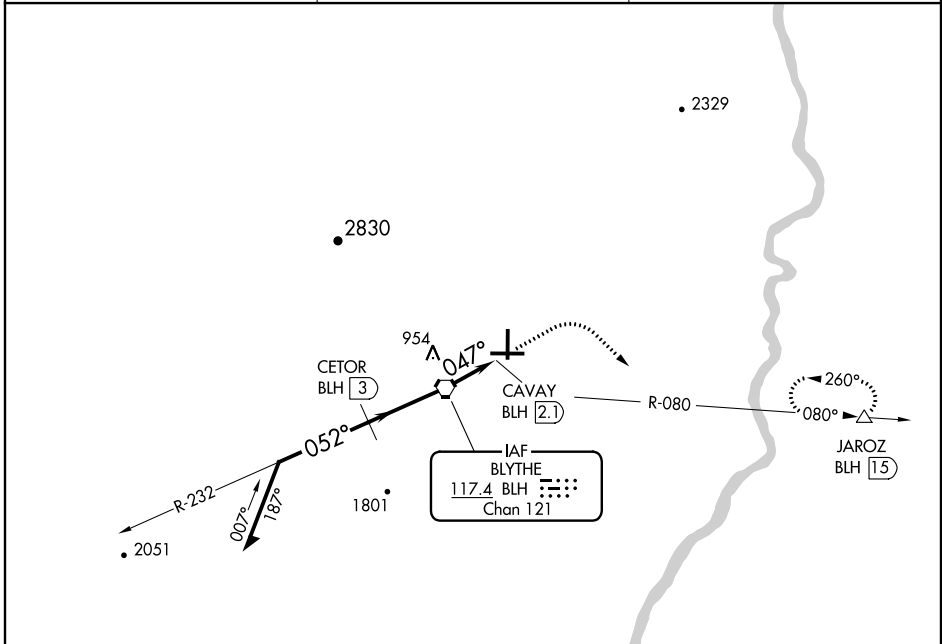 2329
2830
954
047°
CETOR
BLH 3
CAVAY
BLH 2.1
R-080
260°
080°
JAROZ
BLH 15
052°
IAF
BLYTHE
117.4 BLH
Chan 121
R-232
007°
187°
1801
2051